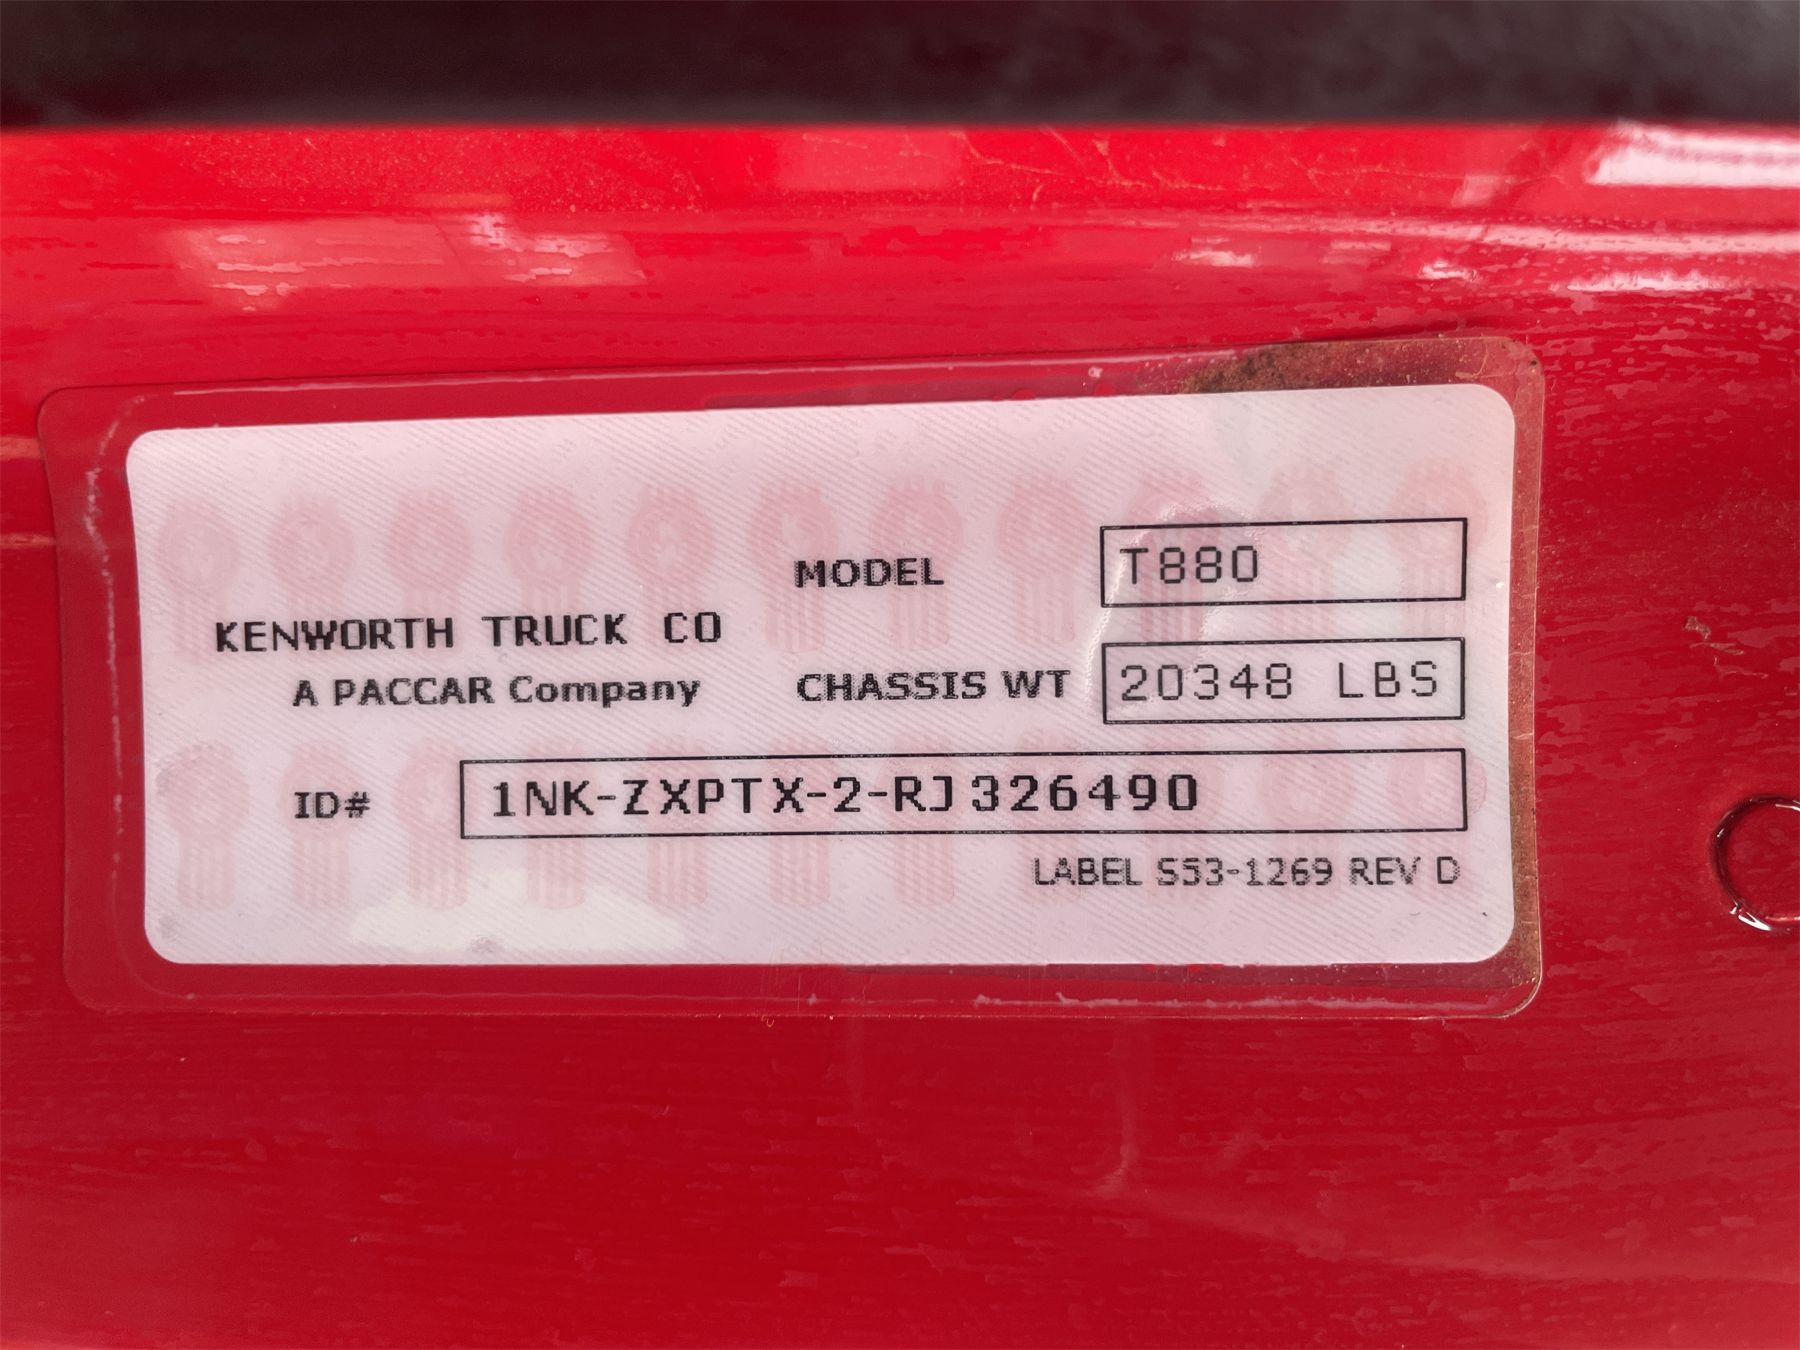 MODEL T880
KENWORTH TRUCK CO
A PACCAR Company
CHASSIS WT 20348 LBS
ID# 1NK-ZXPTX-2-RJ326490
LABEL S53-1269 REV D